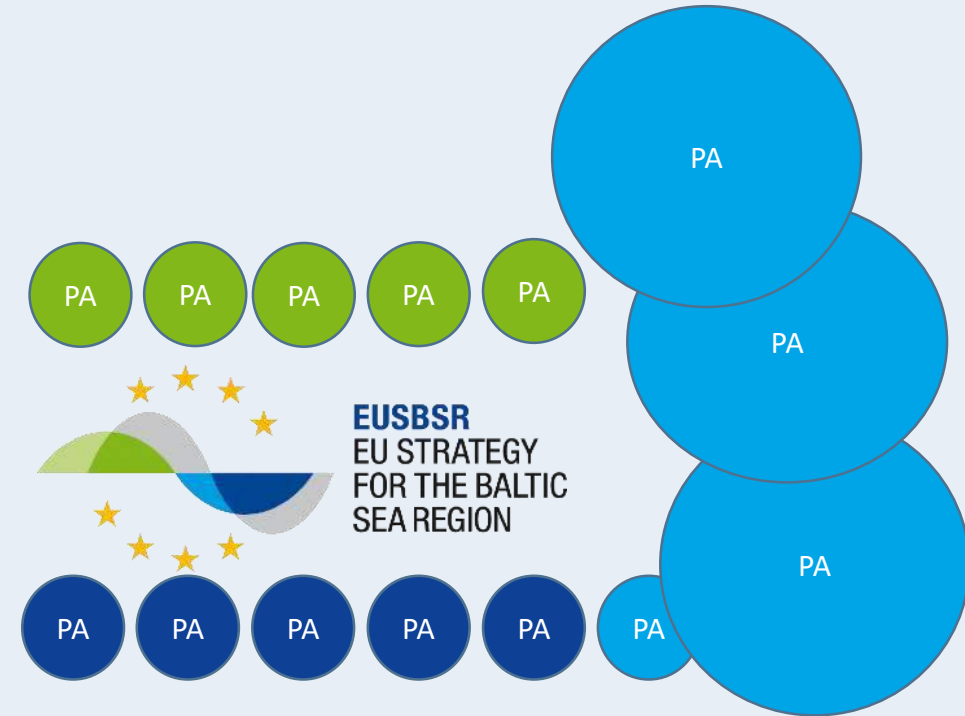 PA
PA
PA PA PA PA PA
EUSBSR
EU STRATEGY
FOR THE BALTIC
SEA REGION
PA
PA PA PA PA PA PA